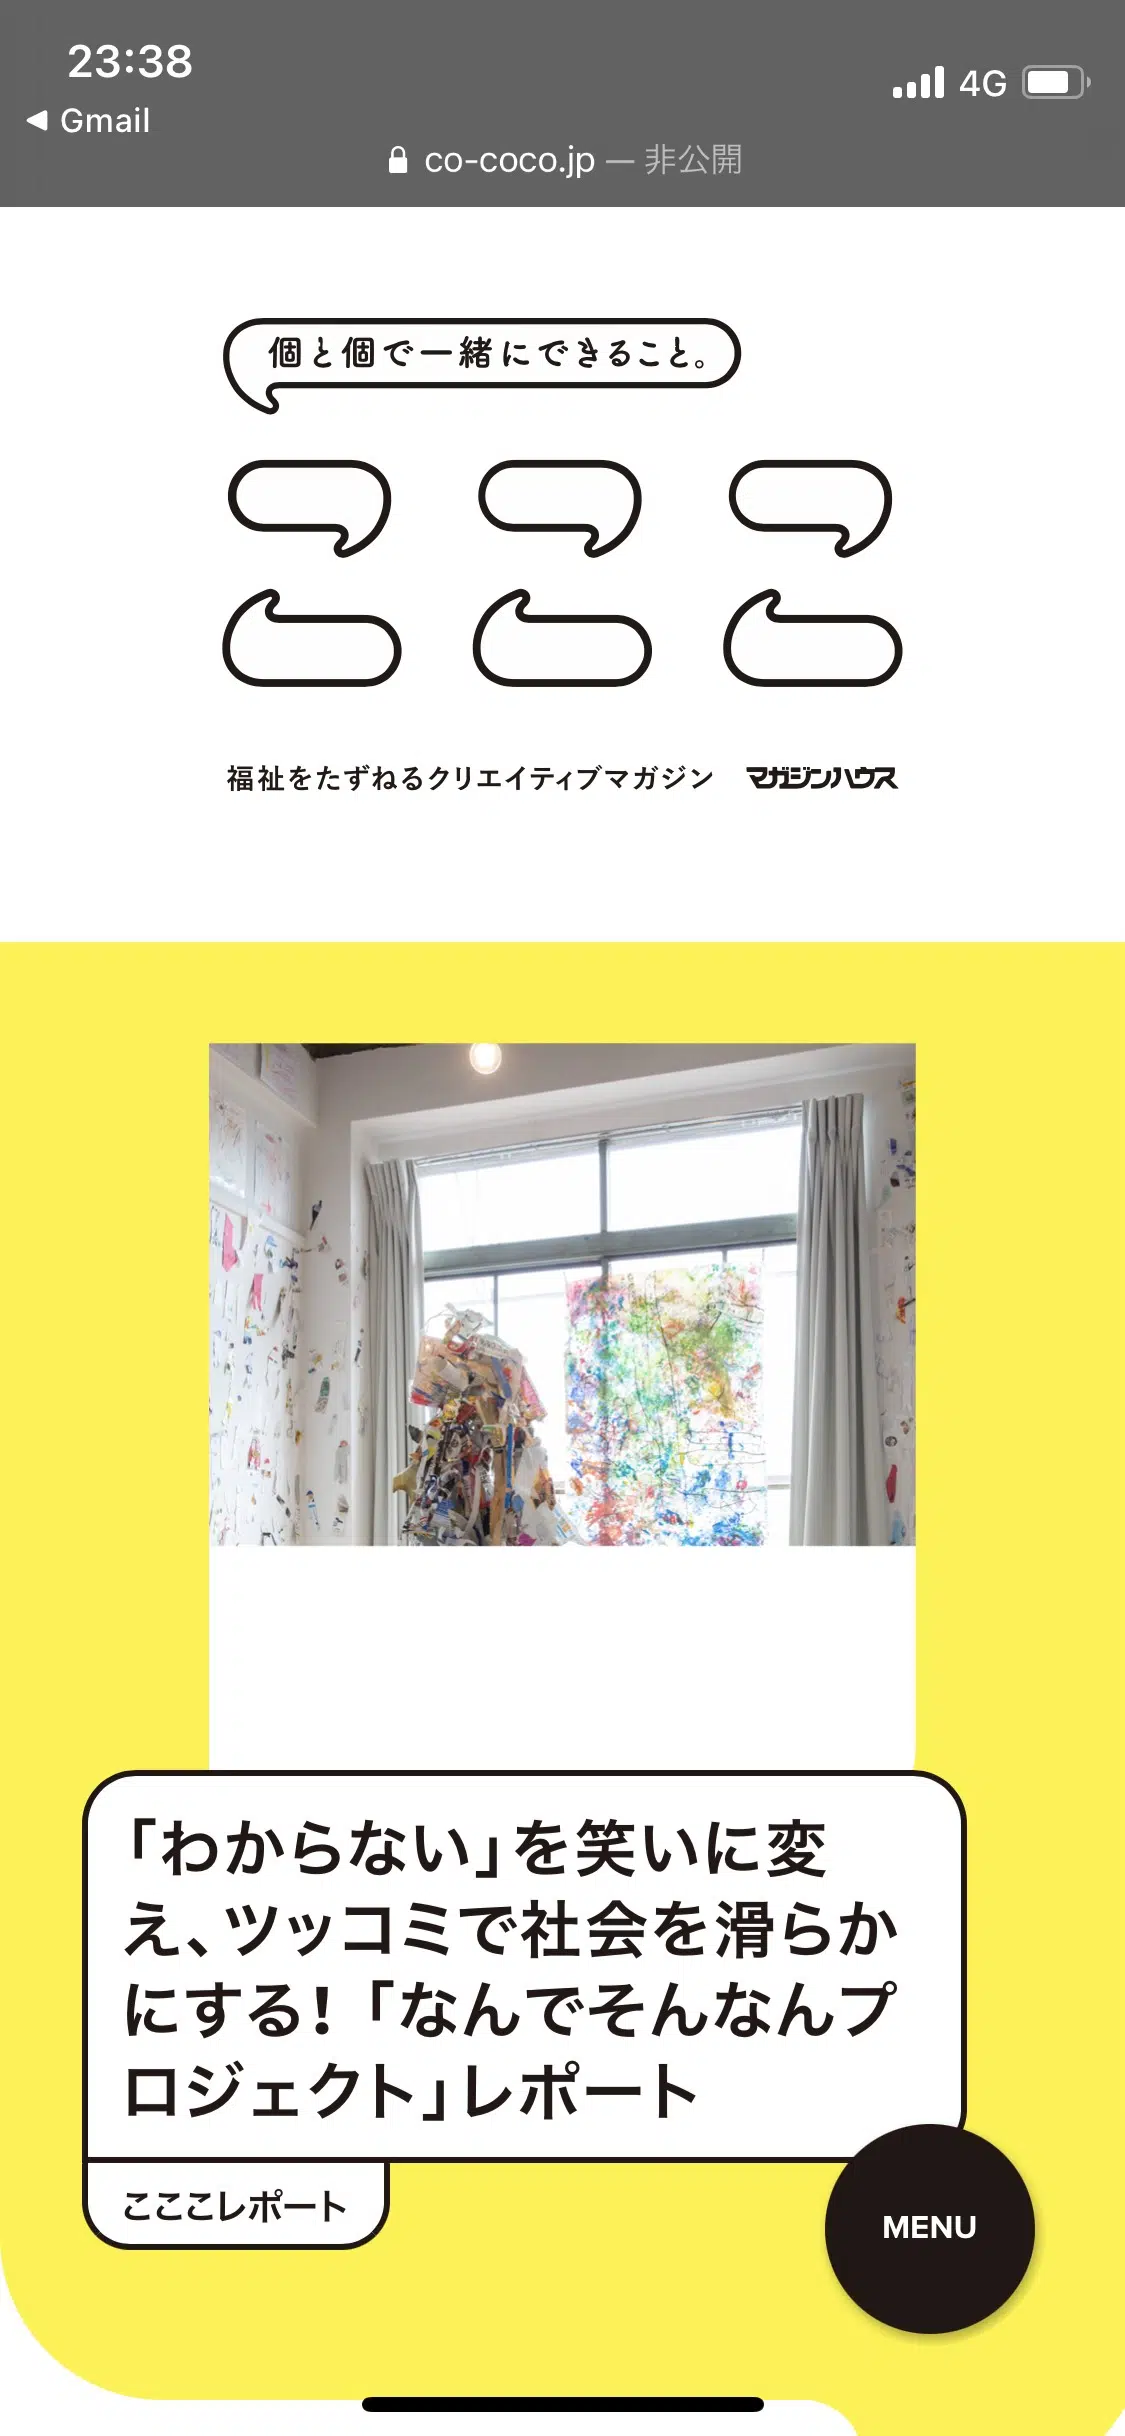 23:38
4G
◀ Gmail
co-coco.jp — 非公開
個と個で一緒にできること。
こここ
福祉をたずねるクリエイティブマガジン マガジンハウス
「わからない」を笑いに変
え、ツッコミで社会を滑らか
にする！「なんでそんなんプ
ロジェクト」レポート
こここレポート
MENU